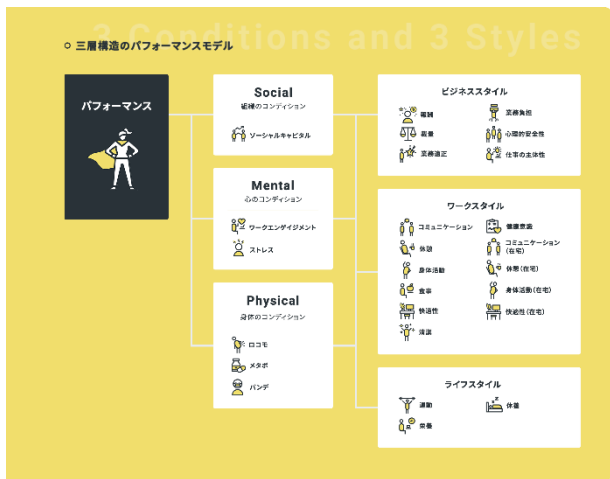 3 Conditions and 3 Styles
三層構造のパフォーマンスモデル
パフォーマンス
Social
組織のコンディション
ソーシャルキャピタル
Mental
心のコンディション
ワークエンゲイジメント
ストレス
Physical
身体のコンディション
ロコモ
メタボ
パンデ
ビジネススタイル
報酬
業務負担
裁量
心理的安全性
業務適正
仕事の主体性
ワークスタイル
コミュニケーション
健康意識
休憩
コミュニケーション
(在宅)
身体活動
休憩(在宅)
食事
身体活動(在宅)
快適性
快適性(在宅)
清潔
ライフスタイル
運動
休養
栄養